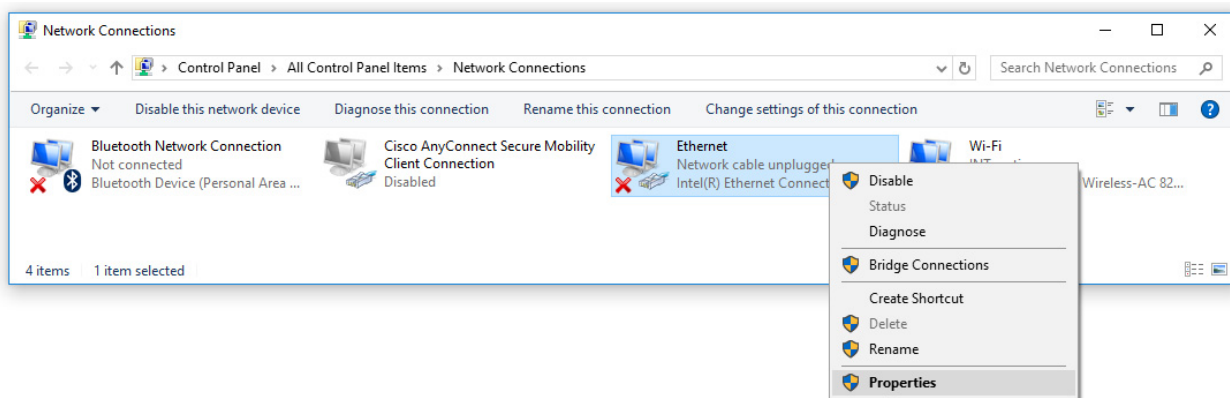 Network Connections
Control Panel > All Control Panel Items > Network Connections
Search Network Connections
Organize Disable this network device Diagnose this connection Rename this connection Change settings of this connection
Bluetooth Network Connection
Not connected
Bluetooth Device (Personal Area ...
Cisco AnyConnect Secure Mobility
Client Connection
Disabled
Ethernet
Network cable unplugged
Intel(R) Ethernet
Wi-Fi
Wireless-AC 82...
Disable
Status
Diagnose
Bridge Connections
Create Shortcut
Delete
Rename
Properties
4 items 1 item selected